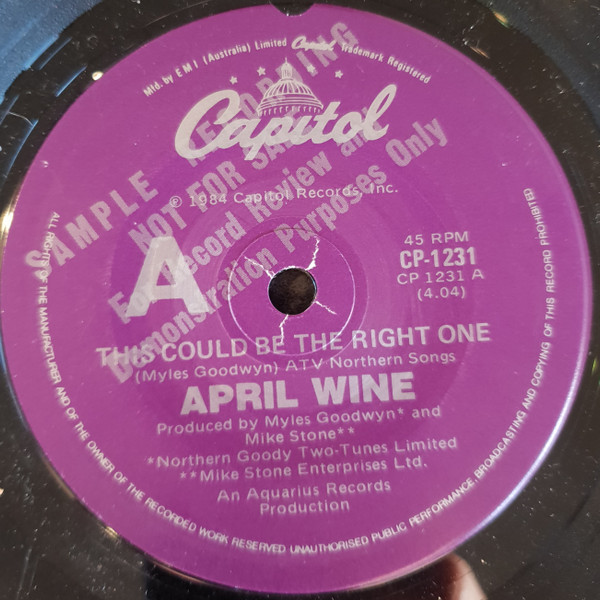 Mfd. by E M I (Australia) Limited Capitol Trademark Registered
Capitol
SAMPLE RECORDING
NOT FOR SALE
For Record Review and
Demonstration Purposes Only
℗ 1984 Capitol Records, Inc.
A
45 RPM
CP-1231
CP 1231 A
(4.04)
THIS COULD BE THE RIGHT ONE
(Myles Goodwyn) ATV Northern Songs
APRIL WINE
Produced by Myles Goodwyn* and
Mike Stone**
*Northern Goody Two-Tunes Limited
**Mike Stone Enterprises Ltd.
An Aquarius Records
Production
ALL RIGHTS OF THE MANUFACTURER AND OF THE OWNER OF THE RECORDED WORK RESERVED UNAUTHORISED PUBLIC PERFORMANCE, BROADCASTING AND COPYING OF THIS RECORD PROHIBITED